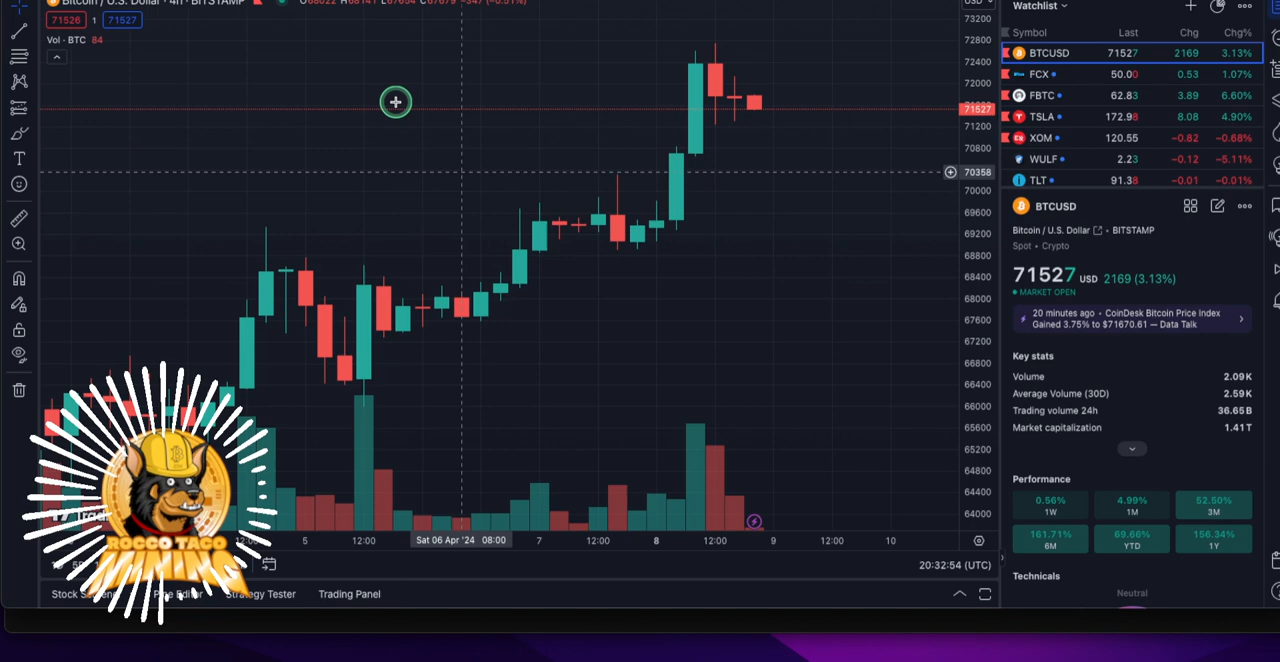 Bitcoin / U.S. Dollar · 4h · BITSTAMP O68022 H68141 L67654 C67679 −347 (−0.51%)
USD
71526 1 71527
Vol · BTC 84
73200
72800
72400
72000
71527
71200
70800
70358
70000
69600
69200
68800
68400
68000
67600
67200
66800
66400
66000
65600
65200
64800
64400
64000
5 12:00 Sat 06 Apr '24 08:00 7 12:00 8 12:00 9 12:00 10
20:32:54 (UTC)
Strategy Tester Trading Panel
ROCCO TACO
MINING
Watchlist
Symbol Last Chg Chg%
BTCUSD 71527 2169 3.13%
FCX 50.00 0.53 1.07%
FBTC 62.83 3.89 6.60%
TSLA 172.98 8.08 4.90%
XOM 120.55 −0.82 −0.68%
WULF 2.23 −0.12 −5.11%
TLT 91.38 −0.01 −0.01%
BTCUSD
Bitcoin / U.S. Dollar • BITSTAMP
Spot • Crypto
71527 USD 2169 (3.13%)
MARKET OPEN
20 minutes ago • CoinDesk Bitcoin Price Index
Gained 3.75% to $71670.61 — Data Talk
Key stats
Volume 2.09K
Average Volume (30D) 2.59K
Trading volume 24h 36.65B
Market capitalization 1.41T
Performance
0.56% 4.99% 52.50%
1W 1M 3M
161.71% 69.66% 156.34%
6M YTD 1Y
Technicals
Neutral